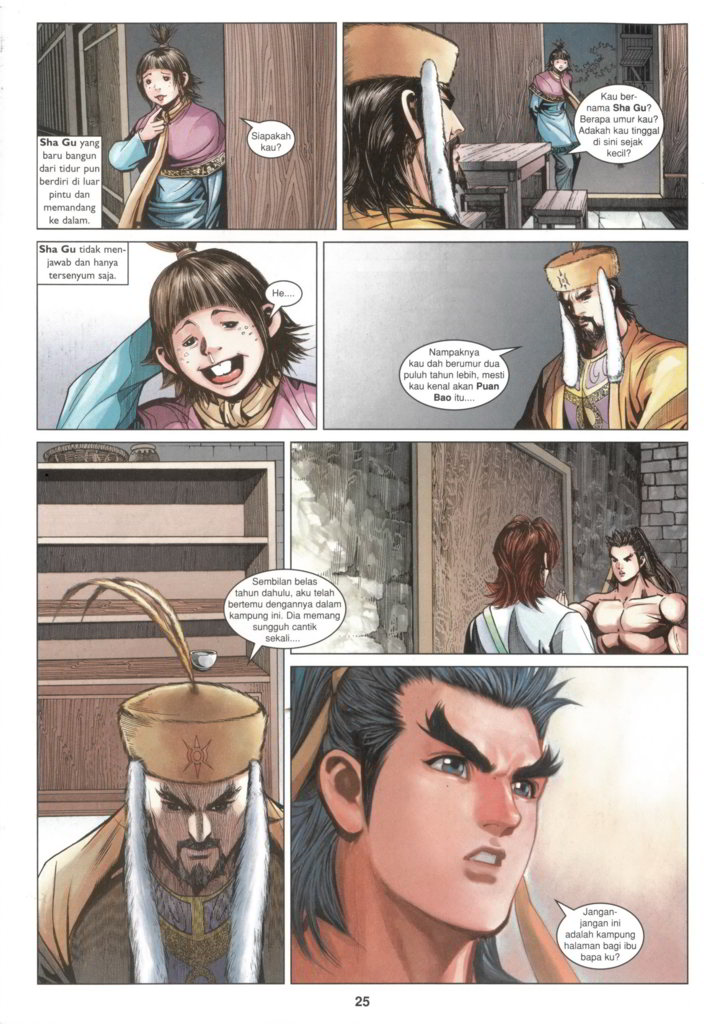 Sha Gu yang
baru bangun
dari tidur pun
berdiri di luar
pintu dan
memandang
ke dalam.
Siapakah
kau?
Kau ber-
nama Sha Gu?
Berapa umur kau?
Adakah kau tinggal
di sini sejak
kecil?
Sha Gu tidak men-
jawab dan hanya
tersenyum saja.
He....
Nampaknya
kau dah berumur dua
puluh tahun lebih, mesti
kau kenal akan Puan
Bao itu....
Sembilan belas
tahun dahulu, aku telah
bertemu dengannya dalam
kampung ini. Dia memang
sungguh cantik
sekali....
Jangan-
jangan ini
adalah kampung
halaman bagi ibu
bapa ku?
25